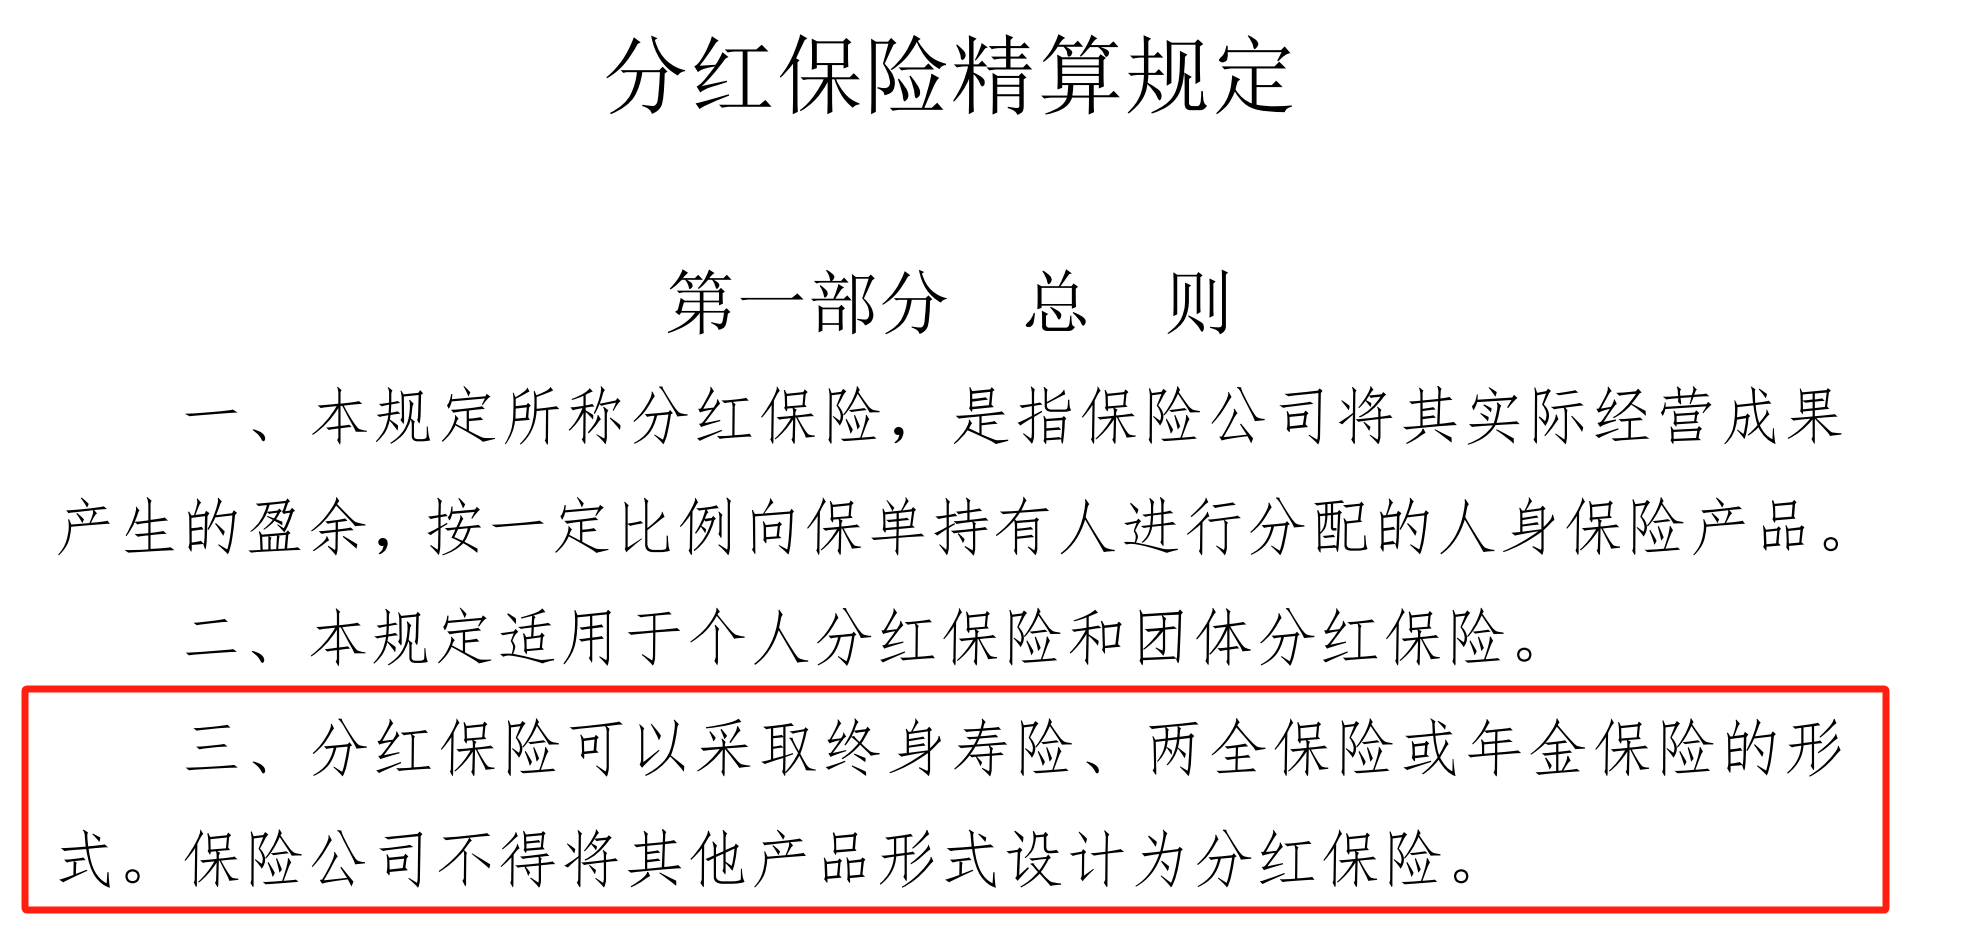 分红保险精算规定
第一部分 总 则
一、本规定所称分红保险，是指保险公司将其实际经营成果
产生的盈余，按一定比例向保单持有人进行分配的人身保险产品。
二、本规定适用于个人分红保险和团体分红保险。
三、分红保险可以采取终身寿险、两全保险或年金保险的形
式。保险公司不得将其他产品形式设计为分红保险。